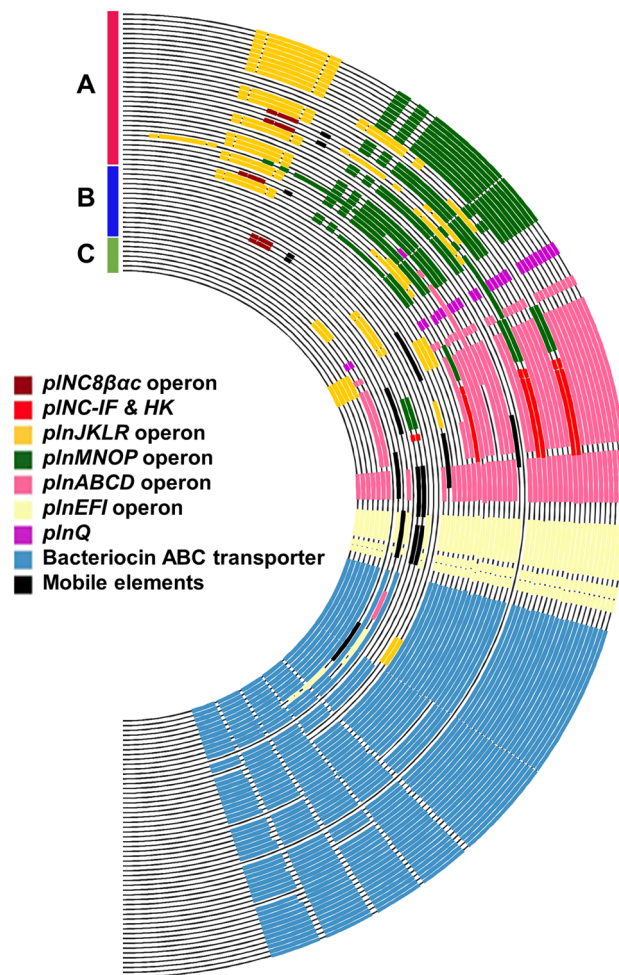 A
B
C
plNC8βαc operon
plNC-IF & HK
plnJKLR operon
plnMNOP operon
plnABCD operon
plnEFI operon
plnQ
Bacteriocin ABC transporter
Mobile elements